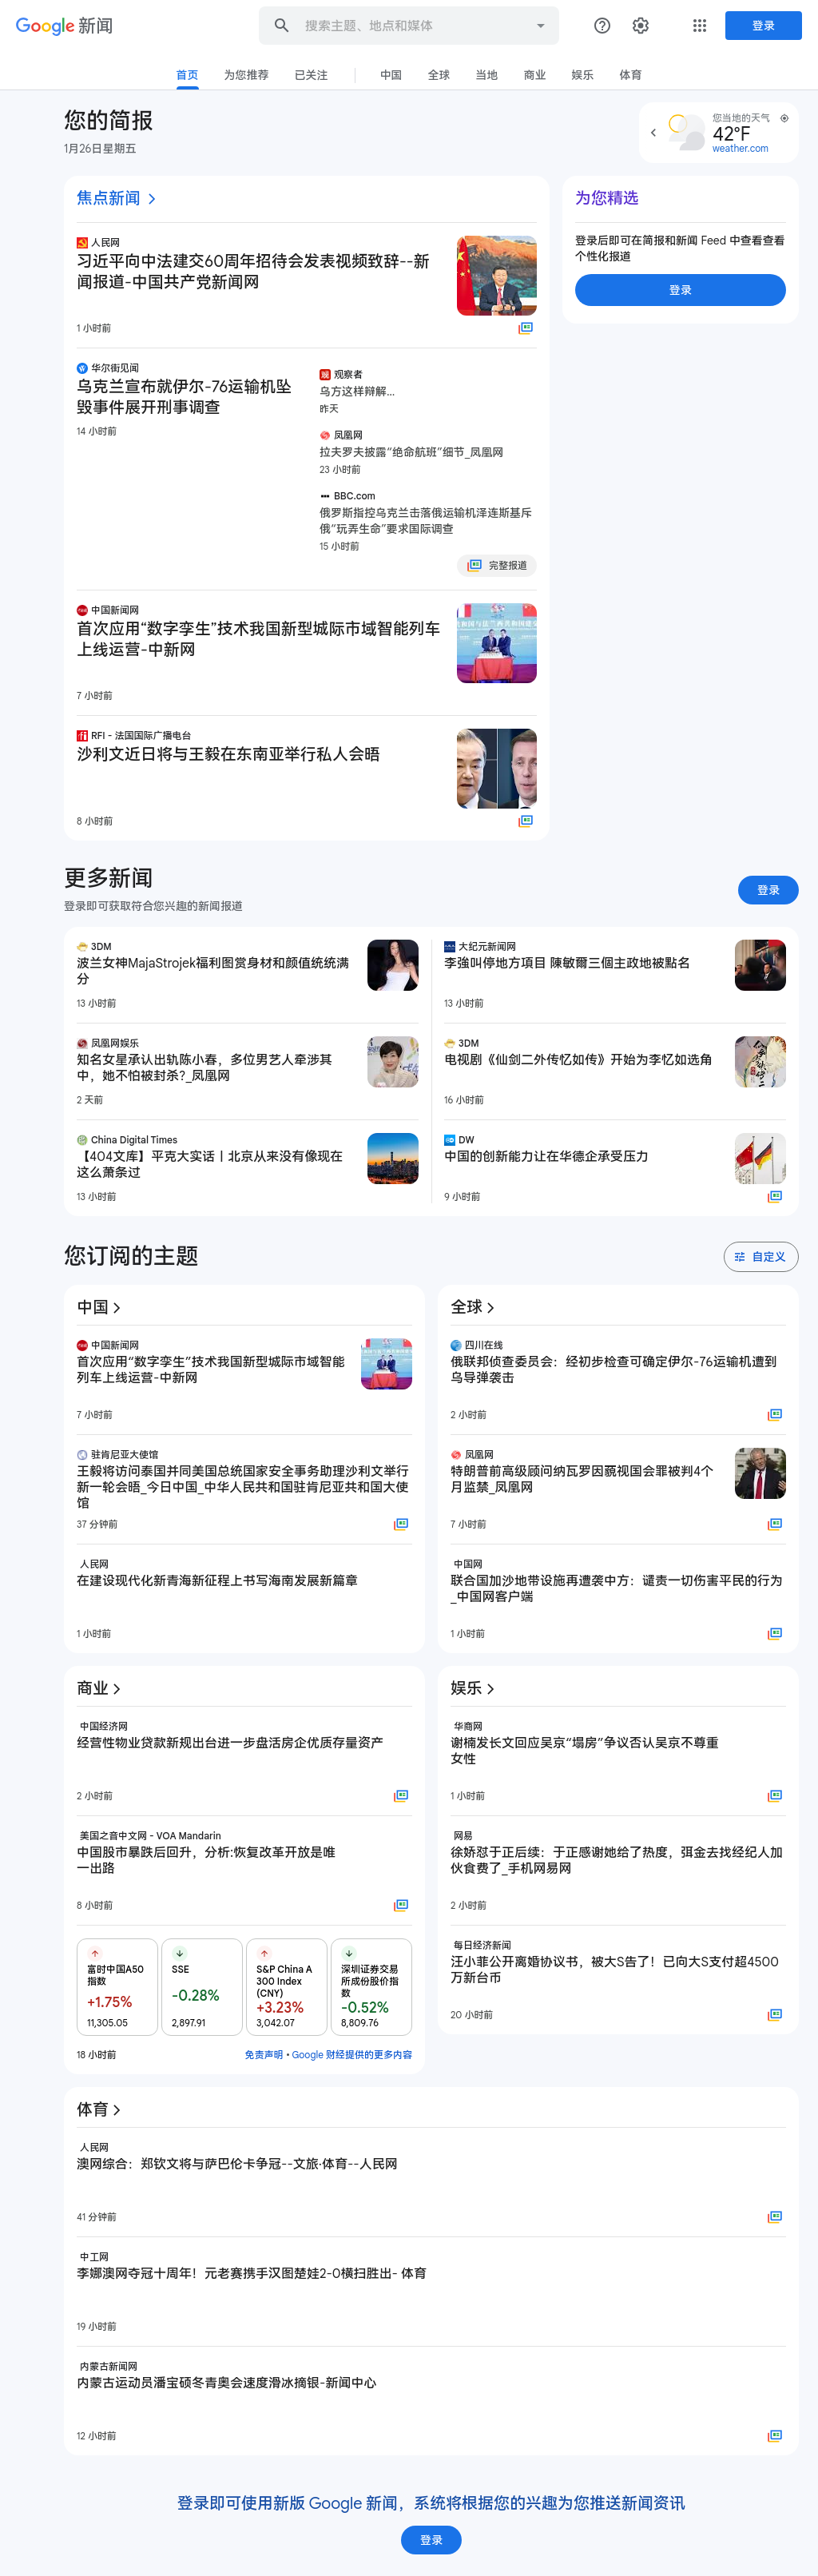 Google 新闻
搜索主题、地点和媒体
登录
首页
为您推荐
已关注
中国
全球
当地
商业
娱乐
体育
您的简报
1月26日星期五
您当地的天气
42°F
weather.com
焦点新闻
人民网
习近平向中法建交60周年招待会发表视频致辞--新
闻报道-中国共产党新闻网
1 小时前
华尔街见闻
乌克兰宣布就伊尔-76运输机坠
毁事件展开刑事调查
14 小时前
观察者
乌方这样辩解…
昨天
凤凰网
拉夫罗夫披露“绝命航班”细节_凤凰网
23 小时前
BBC.com
俄罗斯指控乌克兰击落俄运输机泽连斯基斥
俄“玩弄生命”要求国际调查
15 小时前
完整报道
中国新闻网
首次应用“数字孪生”技术我国新型城际市域智能列车
上线运营-中新网
7 小时前
RFI - 法国国际广播电台
沙利文近日将与王毅在东南亚举行私人会晤
8 小时前
为您精选
登录后即可在简报和新闻 Feed 中查看查看
个性化报道
登录
更多新闻
登录即可获取符合您兴趣的新闻报道
登录
3DM
波兰女神MajaStrojek福利图赏身材和颜值统统满
分
13 小时前
凤凰网娱乐
知名女星承认出轨陈小春，多位男艺人牵涉其
中，她不怕被封杀?_凤凰网
2 天前
China Digital Times
【404文库】平克大实话丨北京从来没有像现在
这么萧条过
13 小时前
大纪元新闻网
李強叫停地方項目 陳敏爾三個主政地被點名
13 小时前
3DM
电视剧《仙剑二外传忆如传》开始为李忆如选角
16 小时前
DW
中国的创新能力让在华德企承受压力
9 小时前
您订阅的主题
自定义
中国
中国新闻网
首次应用“数字孪生”技术我国新型城际市域智能
列车上线运营-中新网
7 小时前
驻肯尼亚大使馆
王毅将访问泰国并同美国总统国家安全事务助理沙利文举行
新一轮会晤_今日中国_中华人民共和国驻肯尼亚共和国大使
馆
37 分钟前
人民网
在建设现代化新青海新征程上书写海南发展新篇章
1 小时前
全球
四川在线
俄联邦侦查委员会：经初步检查可确定伊尔-76运输机遭到
乌导弹袭击
2 小时前
凤凰网
特朗普前高级顾问纳瓦罗因藐视国会罪被判4个
月监禁_凤凰网
7 小时前
中国网
联合国加沙地带设施再遭袭中方：谴责一切伤害平民的行为
_中国网客户端
1 小时前
商业
中国经济网
经营性物业贷款新规出台进一步盘活房企优质存量资产
2 小时前
美国之音中文网 - VOA Mandarin
中国股市暴跌后回升，分析:恢复改革开放是唯
一出路
8 小时前
富时中国A50
指数
+1.75%
11,305.05
SSE
-0.28%
2,897.91
S&P China A
300 Index
(CNY)
+3.23%
3,042.07
深圳证券交易
所成份股价指
数
-0.52%
8,809.76
18 小时前
免责声明 • Google 财经提供的更多内容
娱乐
华商网
谢楠发长文回应吴京“塌房”争议否认吴京不尊重
女性
1 小时前
网易
徐娇怼于正后续：于正感谢她给了热度，弭金去找经纪人加
伙食费了_手机网易网
2 小时前
每日经济新闻
汪小菲公开离婚协议书，被大S告了！已向大S支付超4500
万新台币
20 小时前
体育
人民网
澳网综合：郑钦文将与萨巴伦卡争冠--文旅·体育--人民网
41 分钟前
中工网
李娜澳网夺冠十周年！元老赛携手汉图楚娃2-0横扫胜出- 体育
19 小时前
内蒙古新闻网
内蒙古运动员潘宝硕冬青奥会速度滑冰摘银-新闻中心
12 小时前
登录即可使用新版 Google 新闻，系统将根据您的兴趣为您推送新闻资讯
登录